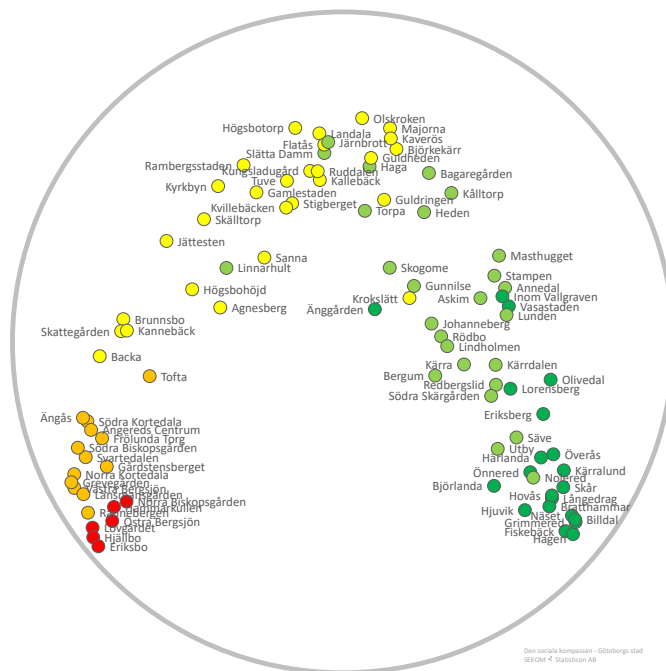 Olskroken
Högsbotorp
Majorna
Landala
Kaverös
Järnbrott
Flatås
Björkekärr
Slätta Damm
Guldheden
Rambergsstaden
Kungsladugård
Ruddalen
Haga
Bagaregården
Tuve
Kallebäck
Kyrkbyn
Gamlestaden
Kålltorp
Guldringen
Kvillebäcken
Stigberget
Torpa
Heden
Skälltorp
Jättesten
Masthugget
Sanna
Linnarhult
Skogome
Stampen
Gunnilse
Annedal
Högsbohöjd
Krokslätt
Askim
Inom Vallgraven
Agnesberg
Änggården
Vasastaden
Lunden
Brunnsbo
Johanneberg
Skattegården
Kannebäck
Rödbo
Lindholmen
Backa
Kärra
Kärrdalen
Tofta
Bergum
Olivedal
Redbergslid
Lorensberg
Södra Skärgården
Ängås
Södra Kortedala
Eriksberg
Angereds Centrum
Frölunda Torg
Säve
Södra Biskopsgården
Utby
Svartedalen
Härlanda
Överås
Gårdstensberget
Norra Kortedala
Önnered
Kärralund
Nolered
Grevegården
Västra Bergsjön
Björlanda
Skår
Länsmansgården
Hovås
Långedrag
Norra Biskopsgården
Hammarkullen
Bratthammar
Rannebergen
Hjuvik
Näset
Östra Bergsjön
Grimmered
Billdal
Lövgärdet
Fiskebäck
Hjällbo
Hagen
Eriksbo
Den sociala kompassen - Göteborgs stad
SEKOM Statisticon AB